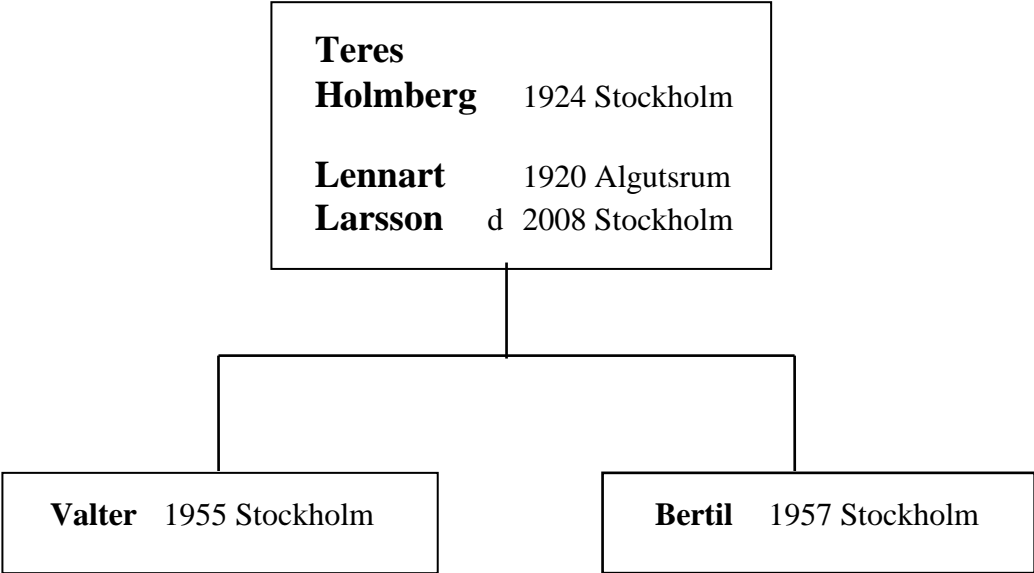 Teres
Holmberg 1924 Stockholm
Lennart 1920 Algutsrum
Larsson d 2008 Stockholm
Valter 1955 Stockholm
Bertil 1957 Stockholm